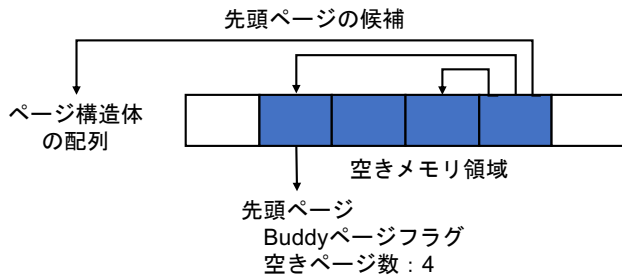 先頭ページの候補
ページ構造体
の配列
空きメモリ領域
先頭ページ
Buddyページフラグ
空きページ数：4